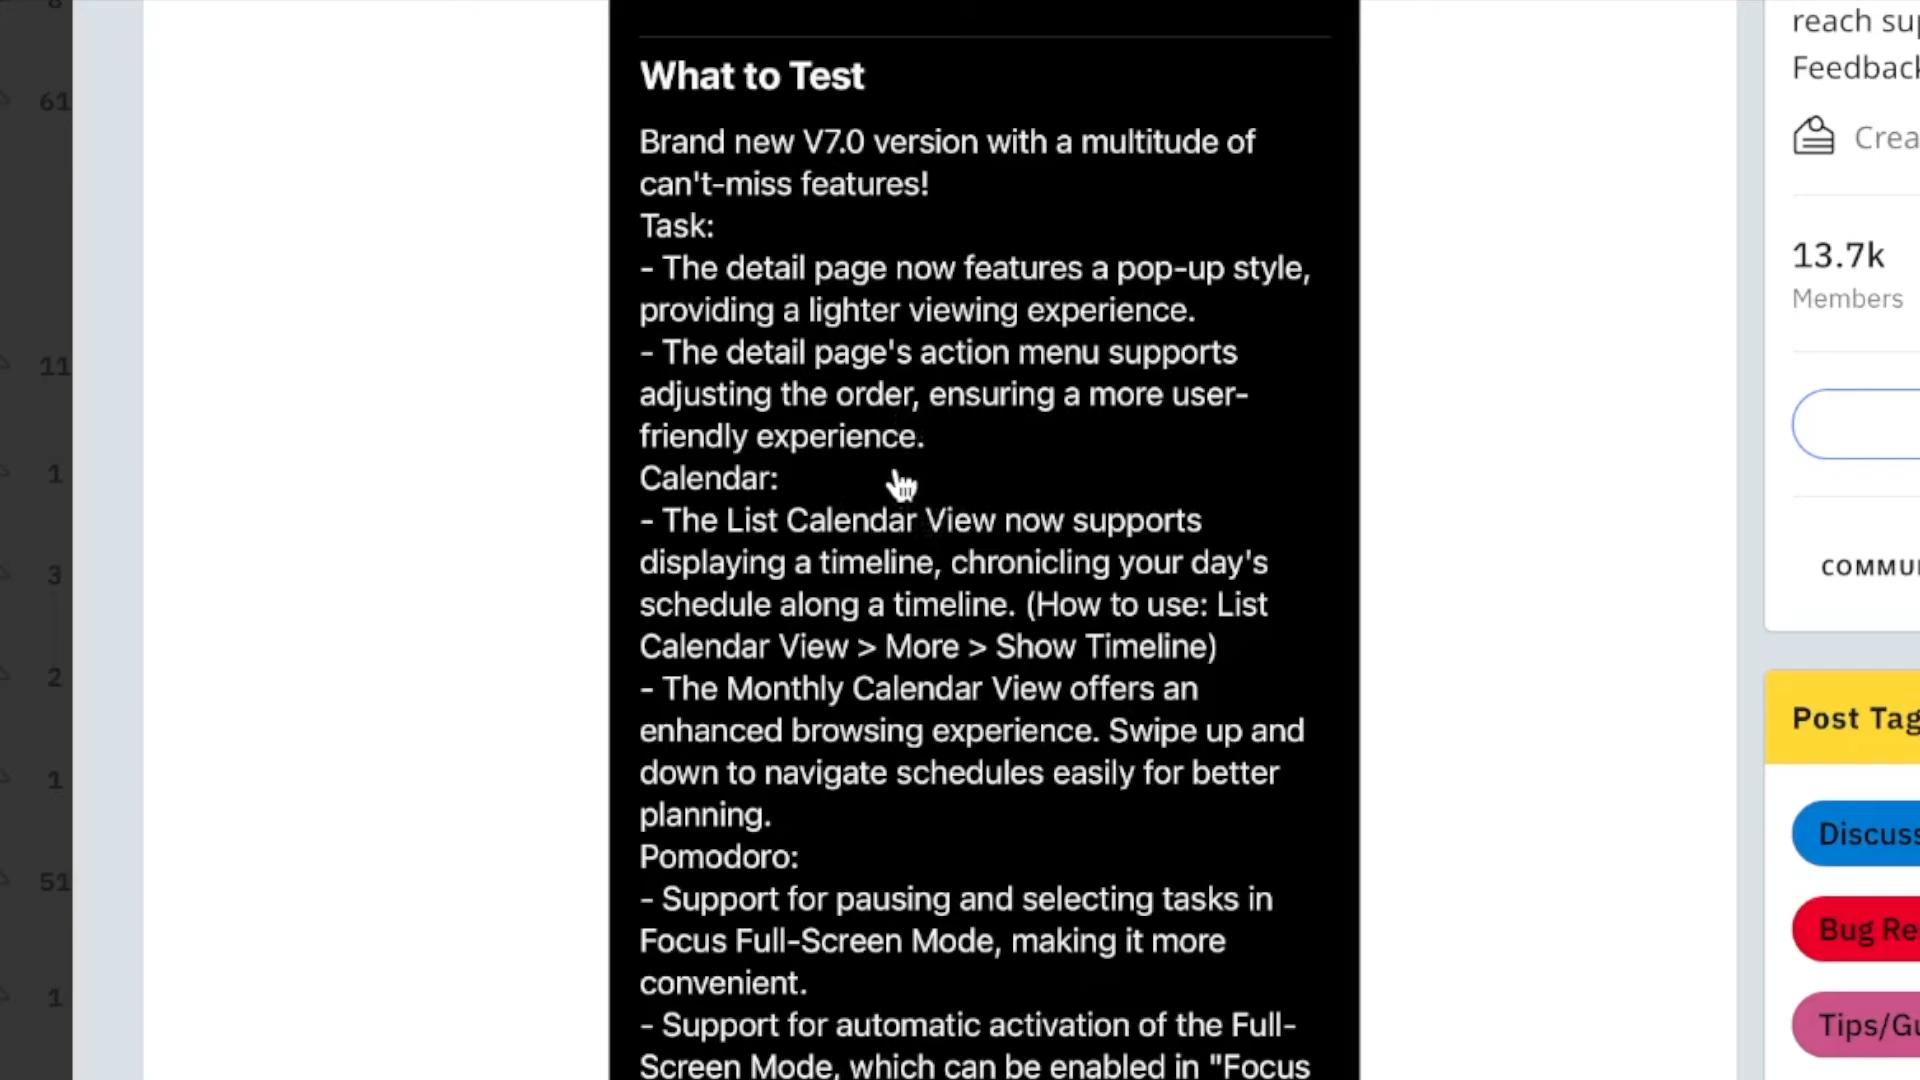 What to Test
Brand new V7.0 version with a multitude of
can't-miss features!
Task:
- The detail page now features a pop-up style,
providing a lighter viewing experience.
- The detail page's action menu supports
adjusting the order, ensuring a more user-
friendly experience.
Calendar:
- The List Calendar View now supports
displaying a timeline, chronicling your day's
schedule along a timeline. (How to use: List
Calendar View > More > Show Timeline)
- The Monthly Calendar View offers an
enhanced browsing experience. Swipe up and
down to navigate schedules easily for better
planning.
Pomodoro:
- Support for pausing and selecting tasks in
Focus Full-Screen Mode, making it more
convenient.
- Support for automatic activation of the Full-
Screen Mode, which can be enabled in "Focus
61
11
1
3
2
1
51
1
reach
Feedback
13.7k
Members
Post
Bug